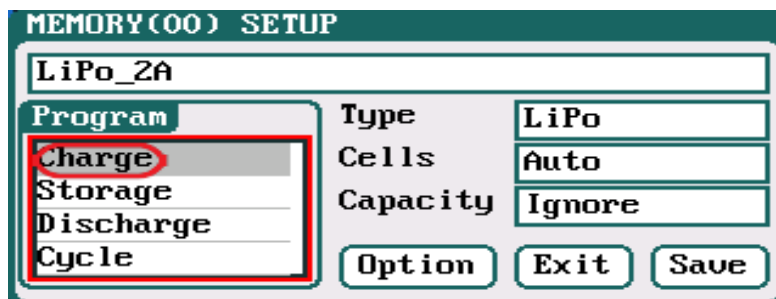 MEMORY(00) SETUP
LiPo_2A
Program
Charge
Storage
Discharge
Cycle
Type LiPo
Cells Auto
Capacity Ignore
Option Exit Save